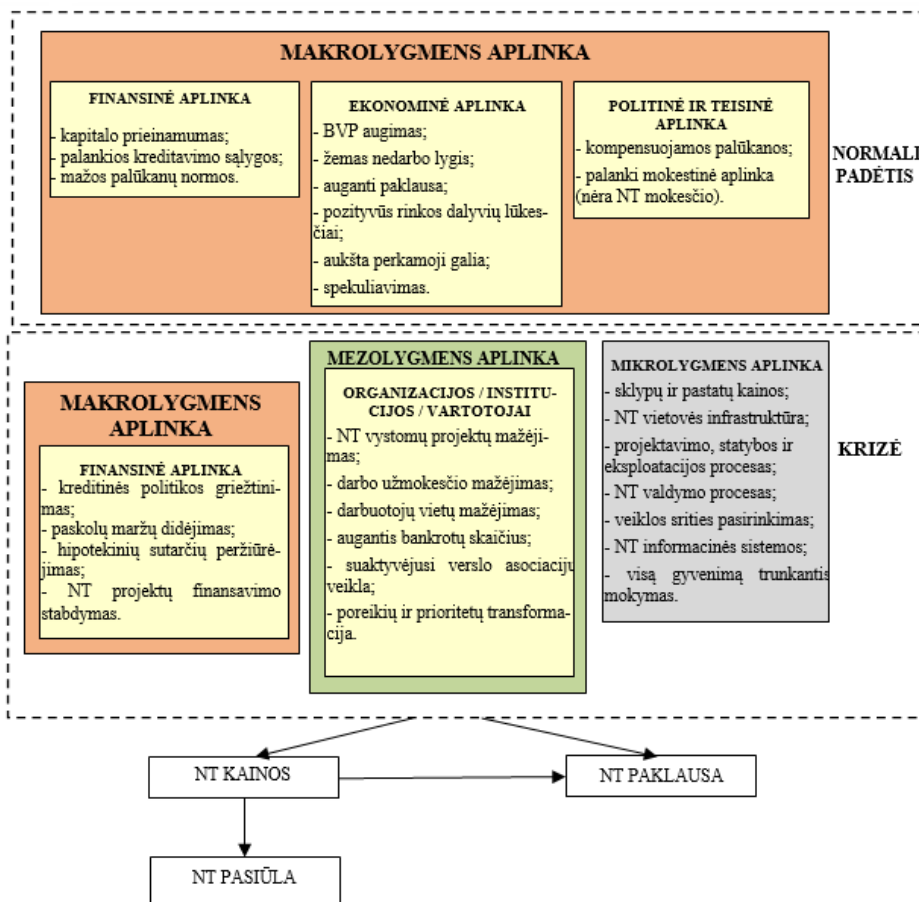 MAKROLYGMENS APLINKA
FINANSINĖ APLINKA
- kapitalo prieinamumas;
- palankios kreditavimo sąlygos;
- mažos palūkanų normos.
EKONOMINĖ APLINKA
- BVP augimas;
- žemas nedarbo lygis;
- auganti paklausa;
- pozityvūs rinkos dalyvių lūkes-
čiai;
- aukšta perkamoji galia;
- spekuliavimas.
POLITINĖ IR TEISINĖ
APLINKA
- kompensuojamos palūkanos;
- palanki mokestinė aplinka
(nėra NT mokesčio).
NORMALI
PADĖTIS
MAKROLYGMENS
APLINKA
FINANSINĖ APLINKA
- kreditinės politikos griežtini-
mas;
- paskolų maržų didėjimas;
- hipotekinių sutarčių peržiūrė-
jimas;
- NT projektų finansavimo
stabdymas.
MEZOLYGMENS APLINKA
ORGANIZACIJOS / INSTITU-
CIJOS / VARTOTOJAI
- NT vystomų projektų mažėji-
mas;
- darbo užmokesčio mažėjimas;
- darbuotojų vietų mažėjimas;
- augantis bankrotų skaičius;
- suaktyvėjusi verslo asociacijų
veikla;
- poreikių ir prioritetų transforma-
cija.
MIKROLYGMENS APLINKA
- sklypų ir pastatų kainos;
- NT vietovės infrastruktūra;
- projektavimo, statybos ir
eksploatacijos procesas;
- NT valdymo procesas;
- veiklos srities pasirinkimas;
- NT informacinės sistemos;
- visą gyvenimą trunkantis
mokymas.
KRIZĖ
NT KAINOS
NT PAKLAUSA
NT PASIŪLA